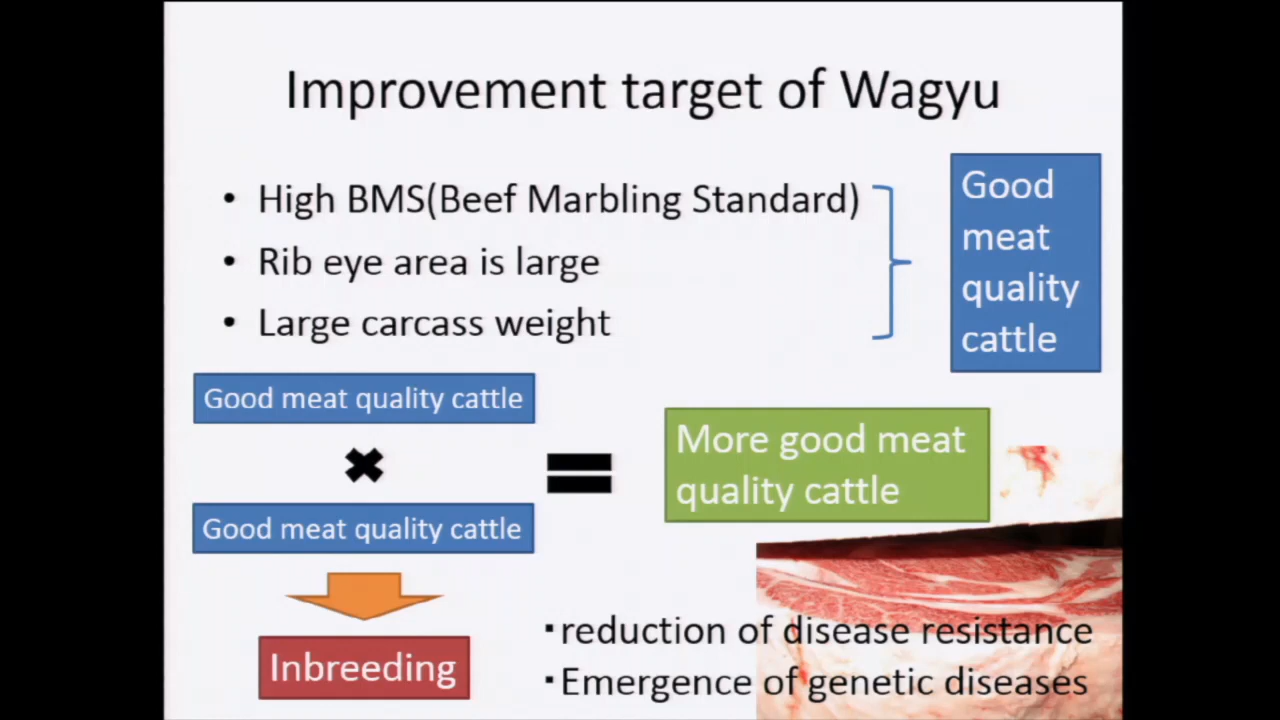 Improvement target of Wagyu
• High BMS(Beef Marbling Standard)
• Rib eye area is large
• Large carcass weight
Good
meat
quality
cattle
Good meat quality cattle
✖
Good meat quality cattle
=
More good meat
quality cattle
Inbreeding
・reduction of disease resistance
・Emergence of genetic diseases